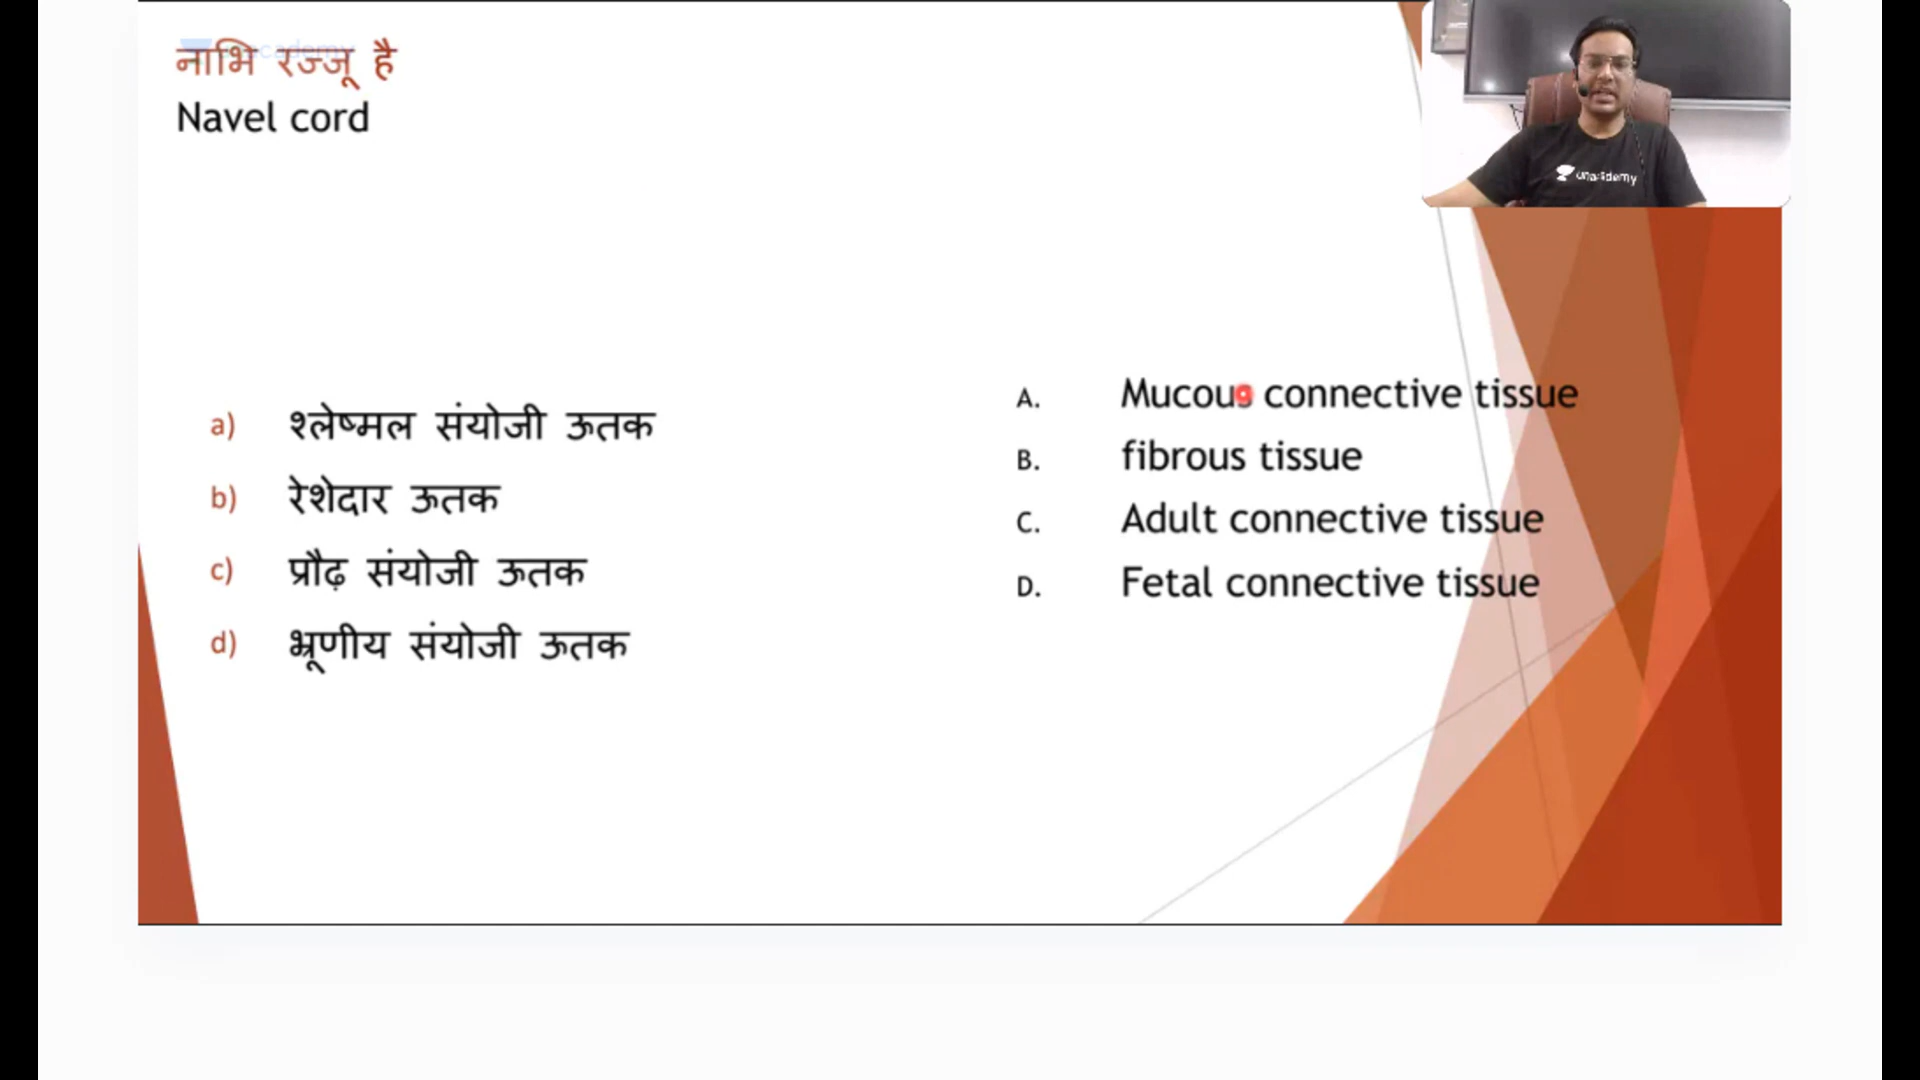 नाभि रज्जू है
Navel cord
a) श्लेष्मल संयोजी ऊतक
b) रेशेदार ऊतक
c) प्रौढ़ संयोजी ऊतक
d) भ्रूणीय संयोजी ऊतक
A. Mucous connective tissue
B. fibrous tissue
C. Adult connective tissue
D. Fetal connective tissue
unacademy